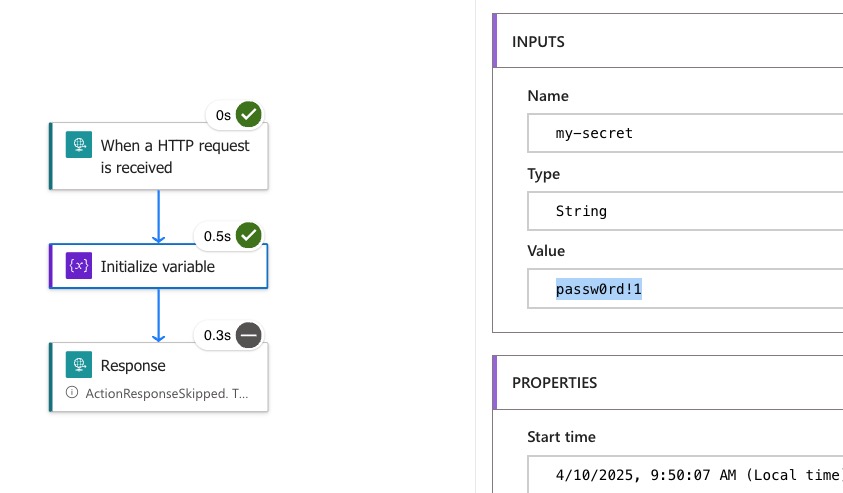 0s
When a HTTP request
is received
0.5s
{x}
Initialize variable
0.3s
Response
ActionResponseSkipped. T...
INPUTS
Name
my-secret
Type
String
Value
passw0rd!1
PROPERTIES
Start time
4/10/2025, 9:50:07 AM (Local time)